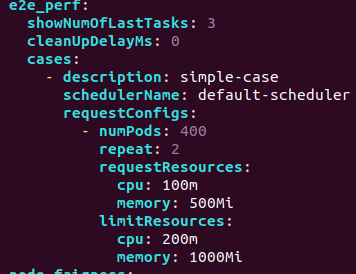 e2e_perf:
  showNumOfLastTasks: 3
  cleanUpDelayMs: 0
  cases:
    - description: simple-case
      schedulerName: default-scheduler
      requestConfigs:
        - numPods: 400
          repeat: 2
          requestResources:
            cpu: 100m
            memory: 500Mi
          limitResources:
            cpu: 200m
            memory: 1000Mi
node_fairness: